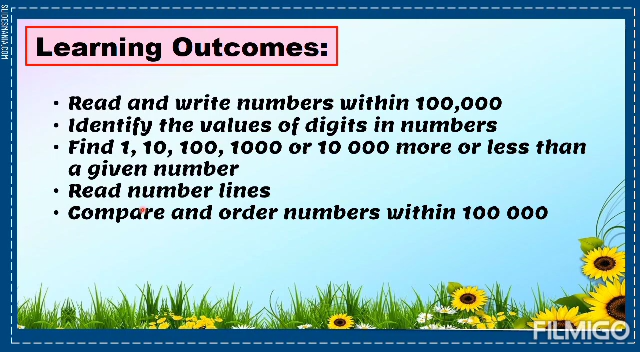 SLIDESMANIA.COM
Learning Outcomes:
• Read and write numbers within 100,000
• Identify the values of digits in numbers
• Find 1, 10, 100, 1000 or 10 000 more or less than
a given number
• Read number lines
• Compare and order numbers within 100 000
FILMIGO